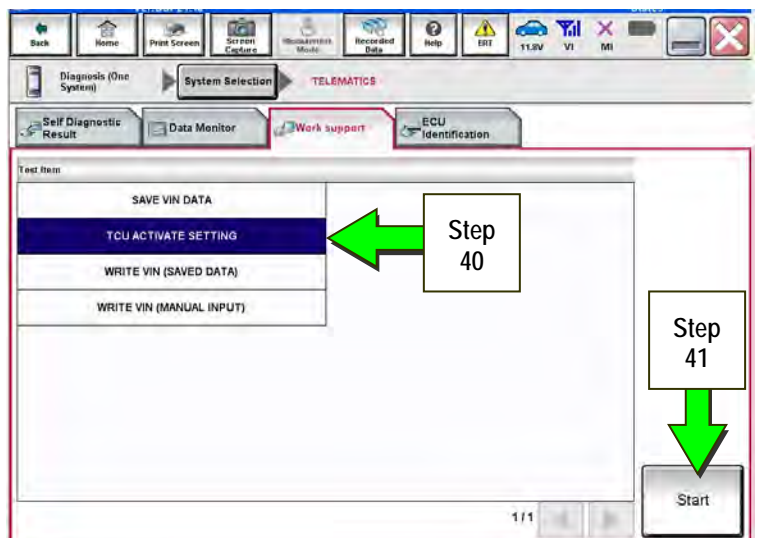 Back
Home
Print Screen
Screen
Capture
Measurement
Mode
Recorded
Data
Help
ERT
11.8V
VI
MI
Diagnosis (One
System)
System Selection
TELEMATICS
Self Diagnostic
Result
Data Monitor
Work support
ECU
Identification
Test Item
SAVE VIN DATA
TCU ACTIVATE SETTING
WRITE VIN (SAVED DATA)
WRITE VIN (MANUAL INPUT)
Step
40
Step
41
Start
1/1